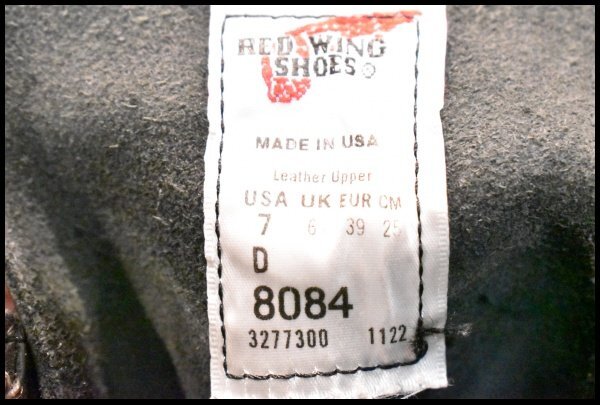 RED WING
SHOES®
MADE IN USA
Leather Upper
USA UK EUR CM
7 6 39 25
D
8084
3277300 1122